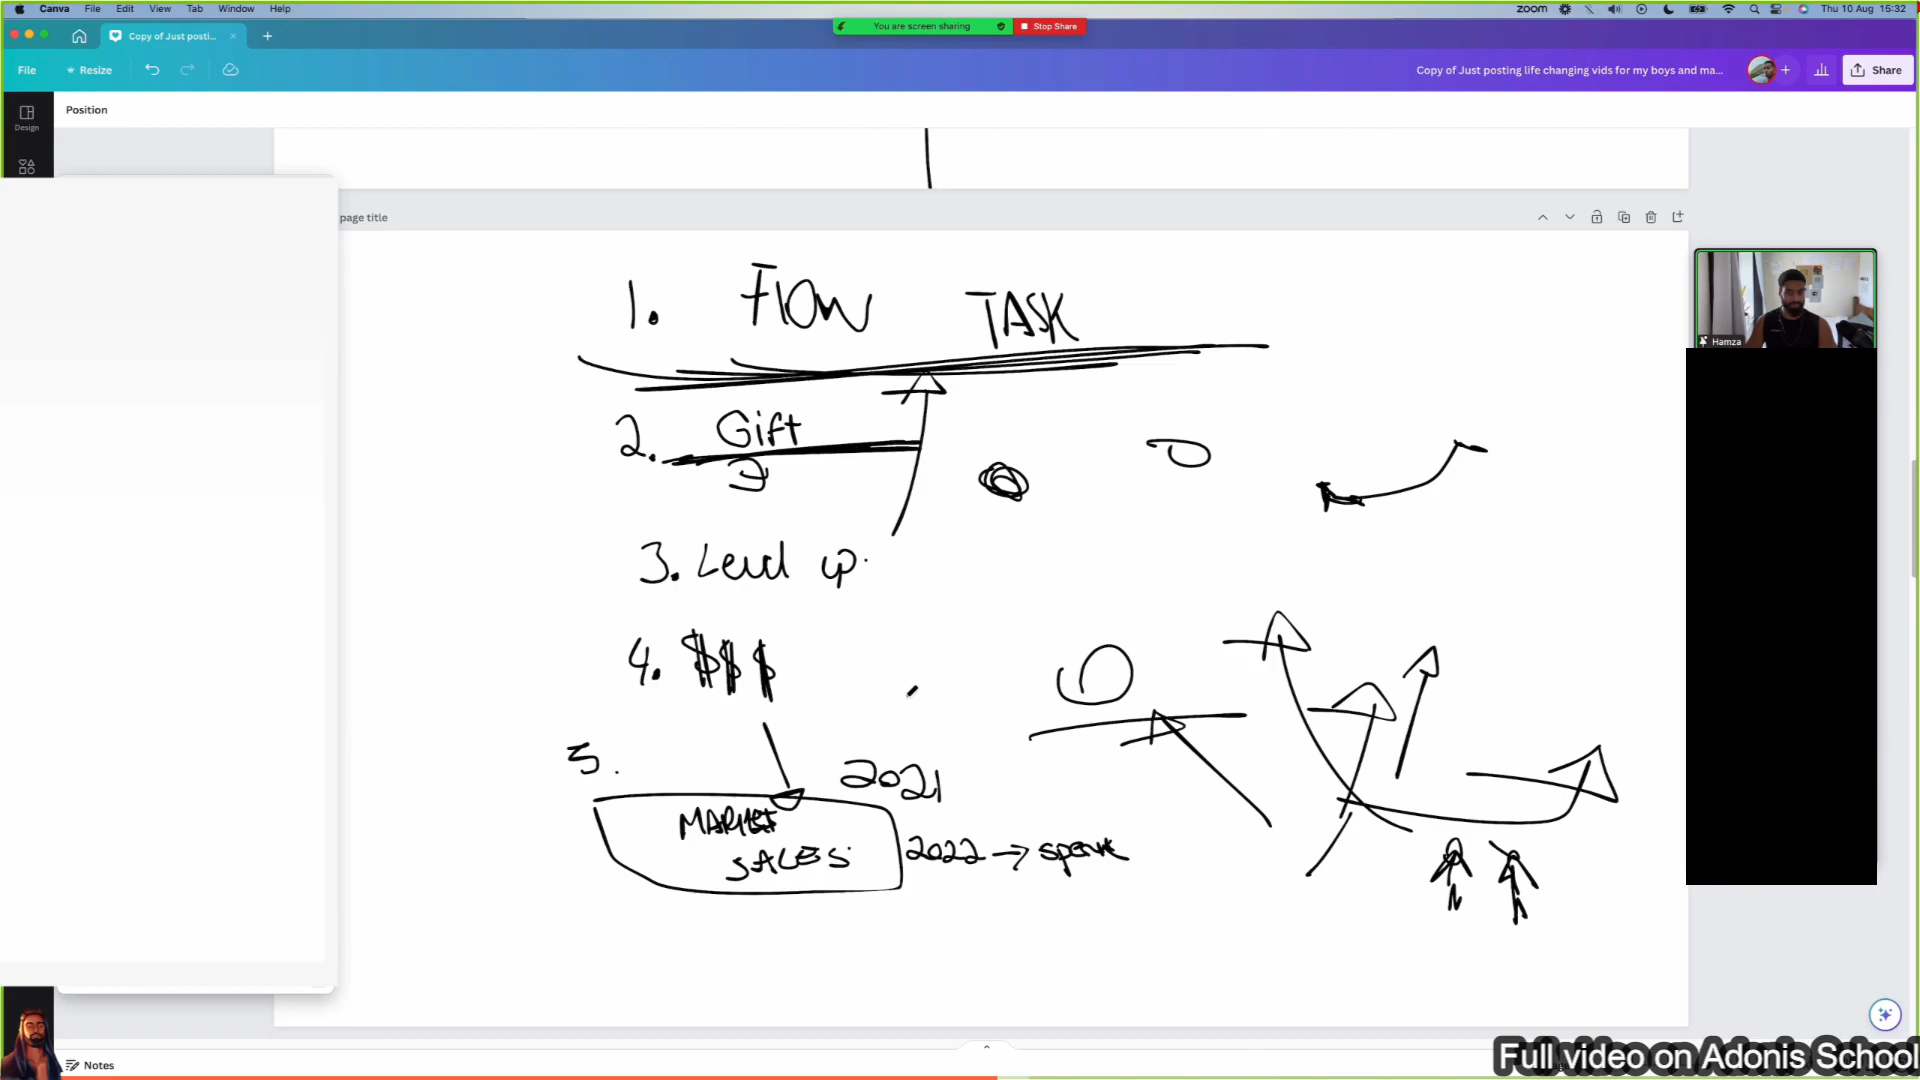 Canva File Edit View Tab Window Help
zoom Thu 10 Aug 15:32
You are screen sharing Stop Share
Copy of Just posti...
File Resize
Copy of Just posting life changing vids for my boys and ma...
Share
Position
Design
page title
1. Flow TASK
2. Gift
Hamza
3. Level up.
4. $$$
5.
2021
MARKET
SALES
2022 → spent
Notes
Full video on Adonis School